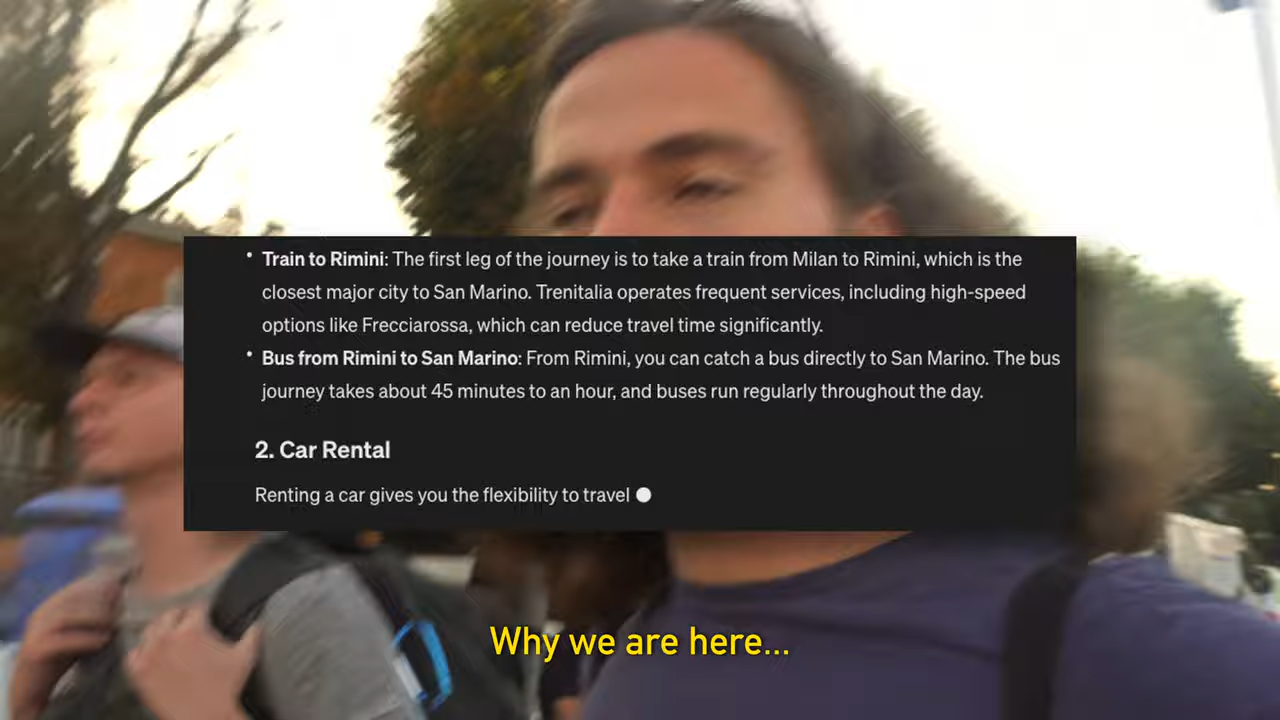 • Train to Rimini: The first leg of the journey is to take a train from Milan to Rimini, which is the
closest major city to San Marino. Trenitalia operates frequent services, including high-speed
options like Frecciarossa, which can reduce travel time significantly.
• Bus from Rimini to San Marino: From Rimini, you can catch a bus directly to San Marino. The bus
journey takes about 45 minutes to an hour, and buses run regularly throughout the day.
2. Car Rental
Renting a car gives you the flexibility to travel
Why we are here...